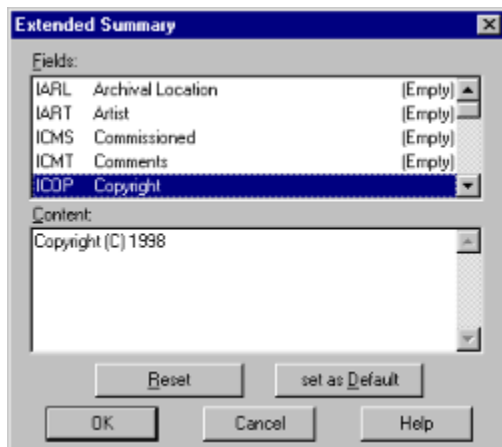 Extended Summary
Fields:
IARL Archival Location (Empty)
IART Artist (Empty)
ICMS Commissioned (Empty)
ICMT Comments (Empty)
ICOP Copyright
Content:
Copyright (C) 1998
Reset set as Default
OK Cancel Help